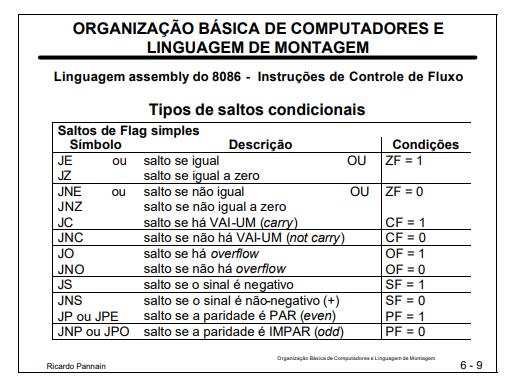 ORGANIZAÇÃO BÁSICA DE COMPUTADORES E
LINGUAGEM DE MONTAGEM
Linguagem assembly do 8086 - Instruções de Controle de Fluxo
Tipos de saltos condicionais
Saltos de Flag simples
Símbolo Descrição Condições
JE ou salto se igual OU ZF = 1
JZ salto se igual a zero
JNE ou salto se não igual OU ZF = 0
JNZ salto se não igual a zero
JC salto se há VAI-UM (carry) CF = 1
JNC salto se não há VAI-UM (not carry) CF = 0
JO salto se há overflow OF = 1
JNO salto se não há overflow OF = 0
JS salto se o sinal é negativo SF = 1
JNS salto se o sinal é não-negativo (+) SF = 0
JP ou JPE salto se a paridade é PAR (even) PF = 1
JNP ou JPO salto se a paridade é IMPAR (odd) PF = 0
Organização Básica de Computadores e Linguagem de Montagem
Ricardo Pannain 6 - 9